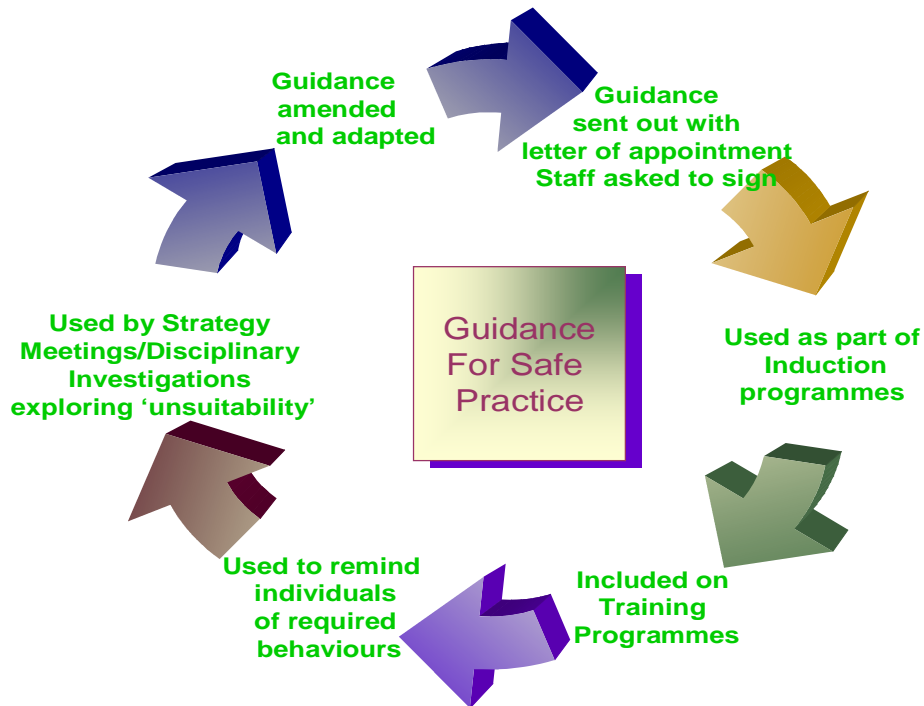 Guidance
amended
and adapted
Guidance
sent out with
letter of appointment
Staff asked to sign
Used as part of
Induction
programmes
Included on
Training
Programmes
Used to remind
individuals
of required
behaviours
Used by Strategy
Meetings/Disciplinary
Investigations
exploring ‘unsuitability’
Guidance
For Safe
Practice